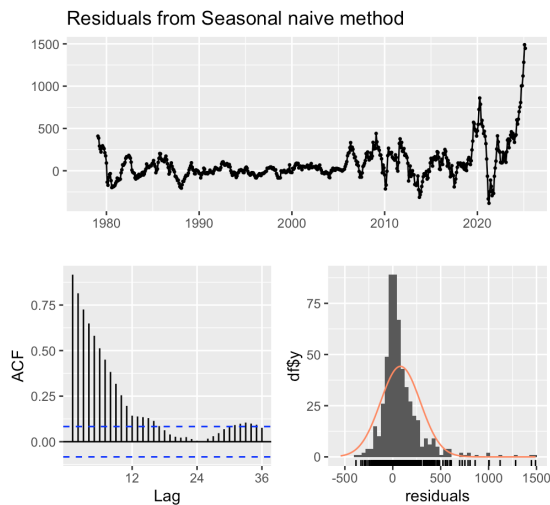 Residuals from Seasonal naive method
1500
1000
500
0
1980 1990 2000 2010 2020
ACF
0.75
0.50
0.25
0.00
12 24 36
Lag
df$y
75
50
25
0
-500 0 500 1000 1500
residuals